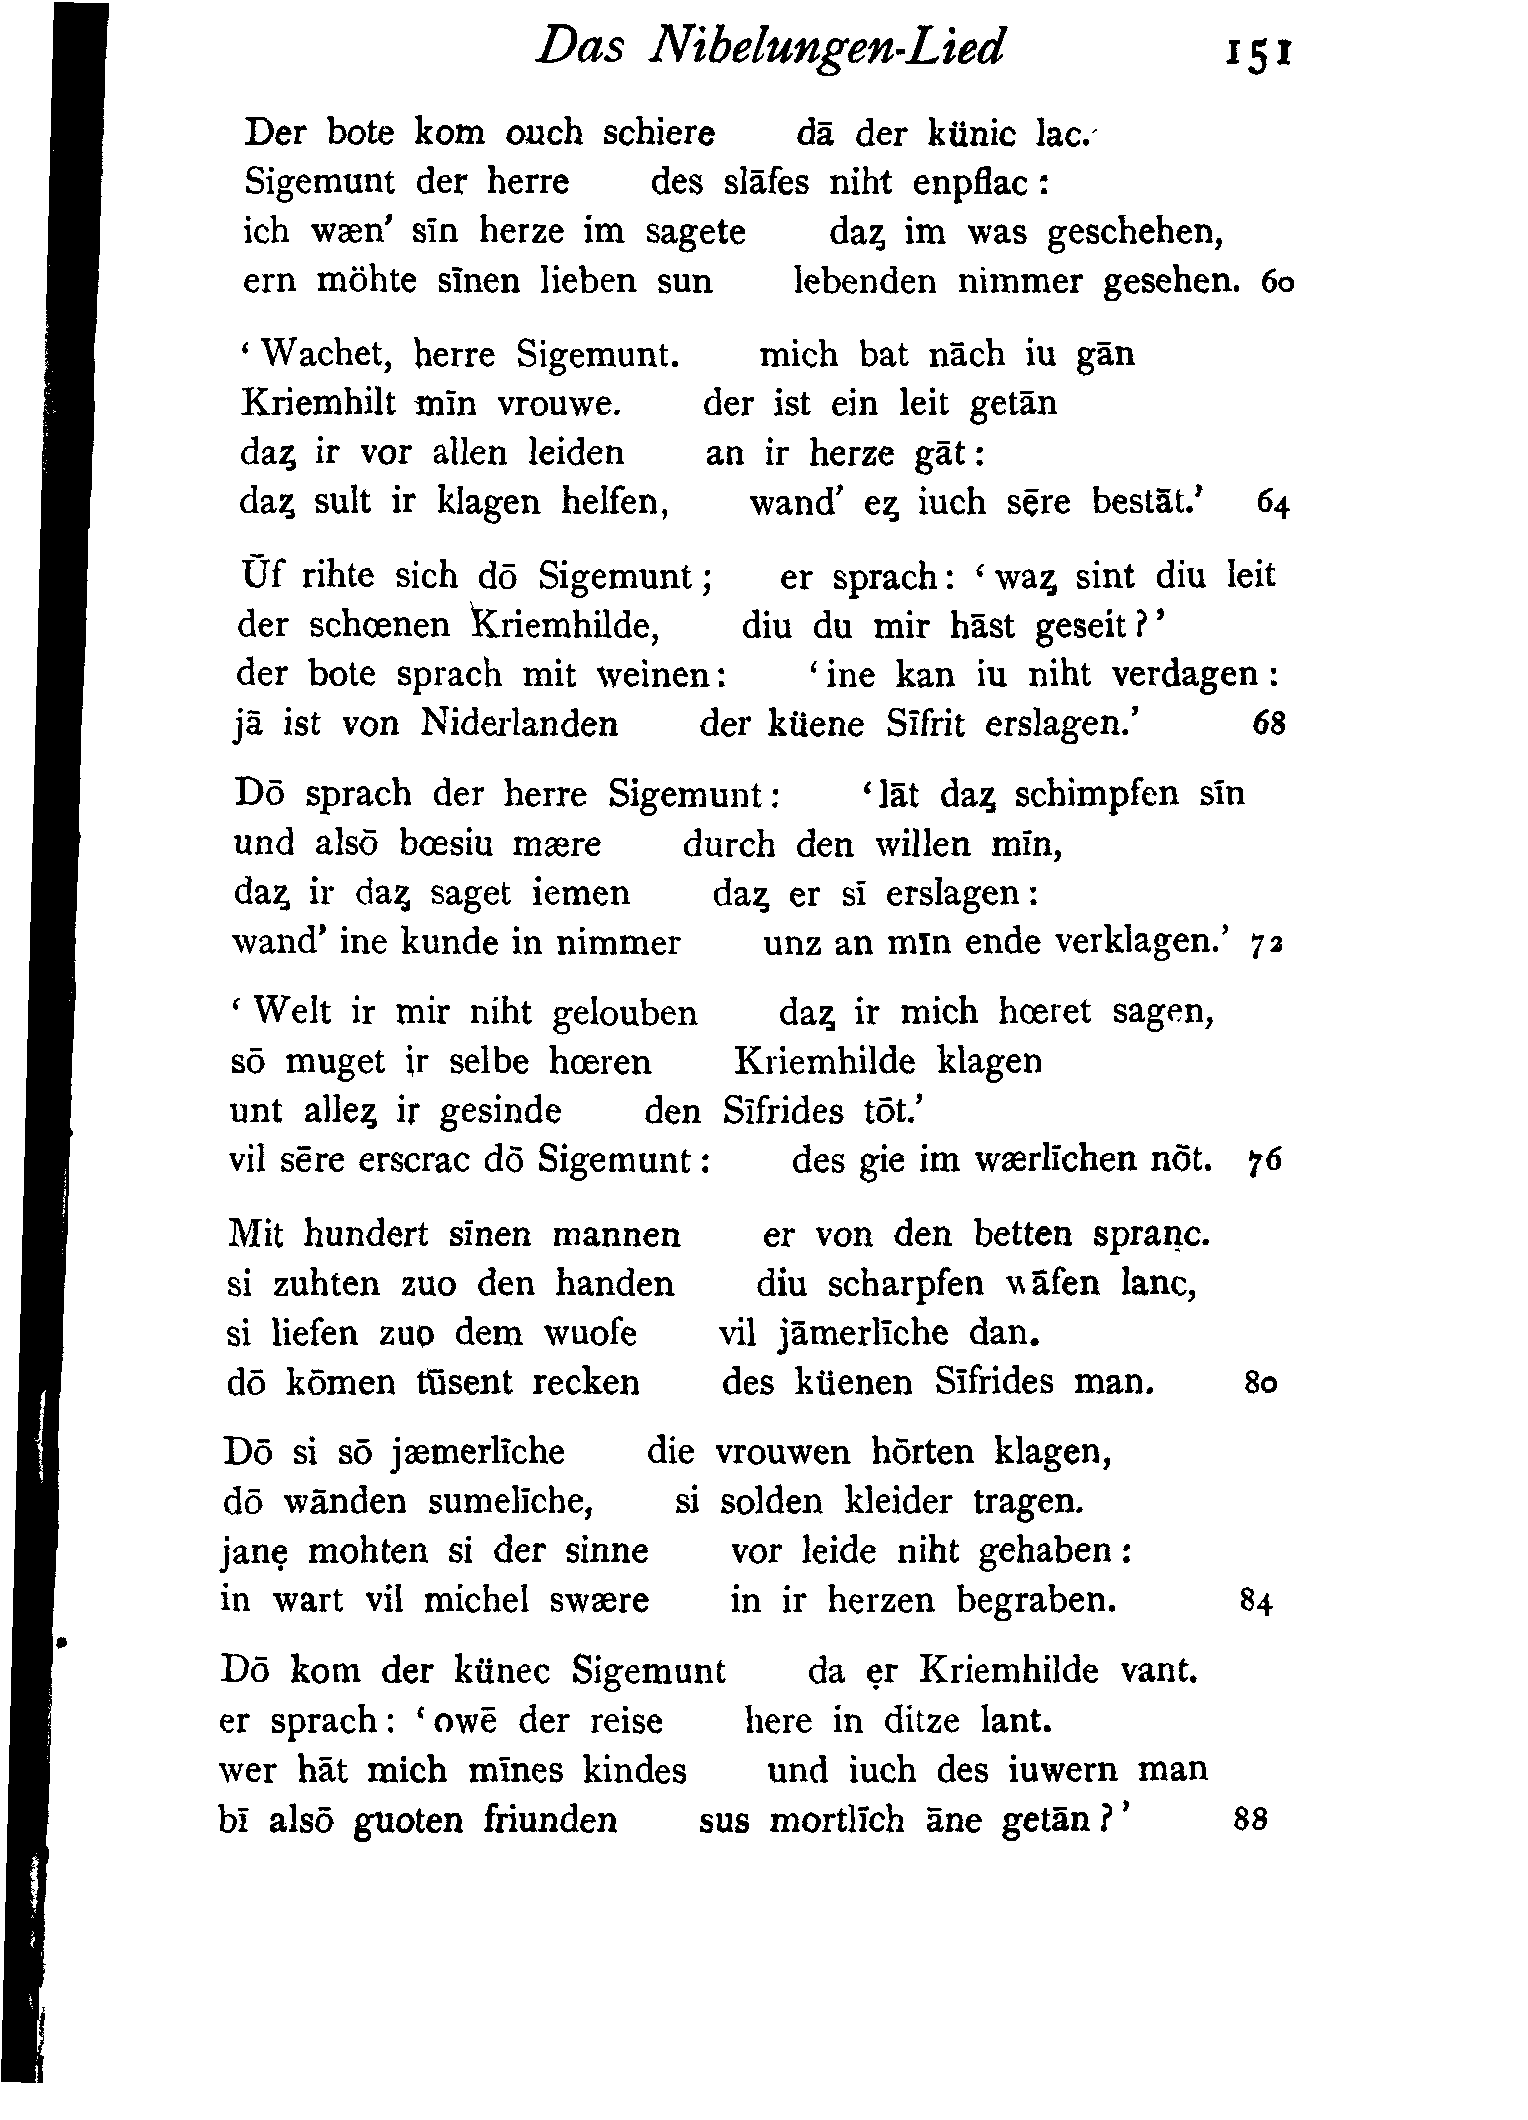 Das Nibelungen-Lied 151
Der bote kom ouch schiere dā der künic lac.
Sigemunt der herre des slāfes niht enpflac :
ich wæn’ sīn herze im sagete daȥ im was geschehen,
ern möhte sīnen lieben sun lebenden nimmer gesehen. 60
‘ Wachet, herre Sigemunt. mich bat nāch iu gān
Kriemhilt mīn vrouwe. der ist ein leit getān
daȥ ir vor allen leiden an ir herze gāt :
daȥ sult ir klagen helfen, wand’ eȥ iuch sēre bestāt.’ 64
Ūf rihte sich dō Sigemunt ; er sprach : ‘ waȥ sint diu leit
der schœnen Kriemhilde, diu du mir hāst geseit ? ’
der bote sprach mit weinen : ‘ ine kan iu niht verdagen :
jā ist von Niderlanden der küene Sīfrit erslagen.’ 68
Dō sprach der herre Sigemunt : ‘ lāt daȥ schimpfen sīn
und alsō bœsiu mære durch den willen mīn,
daȥ ir daȥ saget iemen daȥ er sī erslagen :
wand’ ine kunde in nimmer unz an mīn ende verklagen.’ 72
‘ Welt ir mir niht gelouben daȥ ir mich hœret sagen,
sō muget ir selbe hœren Kriemhilde klagen
unt alleȥ ir gesinde den Sīfrides tōt.’
vil sēre erscrac dō Sigemunt : des gie im wærlīchen nōt. 76
Mit hundert sīnen mannen er von den betten spranc.
si zuhten zuo den handen diu scharpfen wāfen lanc,
si liefen zuo dem wuofe vil jāmerlīche dan.
dō kōmen tūsent recken des küenen Sīfrides man. 80
Dō si sō jæmerlīche die vrouwen hōrten klagen,
dō wānden sumelīche, si solden kleider tragen.
jane mohten si der sinne vor leide niht gehaben :
in wart vil michel swære in ir herzen begraben. 84
Dō kom der künec Sigemunt da er Kriemhilde vant.
er sprach : ‘ owē der reise here in ditze lant.
wer hāt mich mīnes kindes und iuch des iuwern man
bī alsō guoten friunden sus mortlīch āne getān ? ’ 88